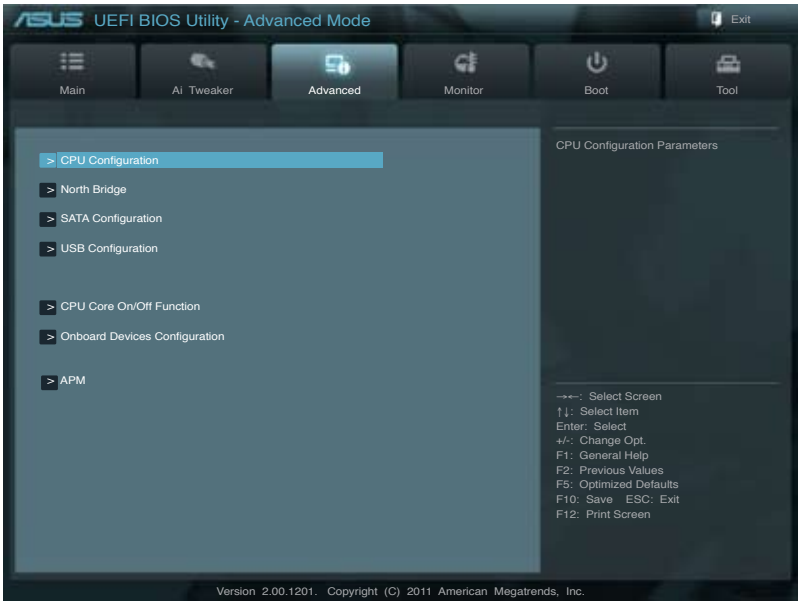 ASUS UEFI BIOS Utility - Advanced Mode
Exit
Main Ai Tweaker Advanced Monitor Boot Tool
> CPU Configuration
> North Bridge
> SATA Configuration
> USB Configuration
> CPU Core On/Off Function
> Onboard Devices Configuration
> APM
CPU Configuration Parameters
→←: Select Screen
↑↓: Select Item
Enter: Select
+/-: Change Opt.
F1: General Help
F2: Previous Values
F5: Optimized Defaults
F10: Save ESC: Exit
F12: Print Screen
Version 2.00.1201. Copyright (C) 2011 American Megatrends, Inc.